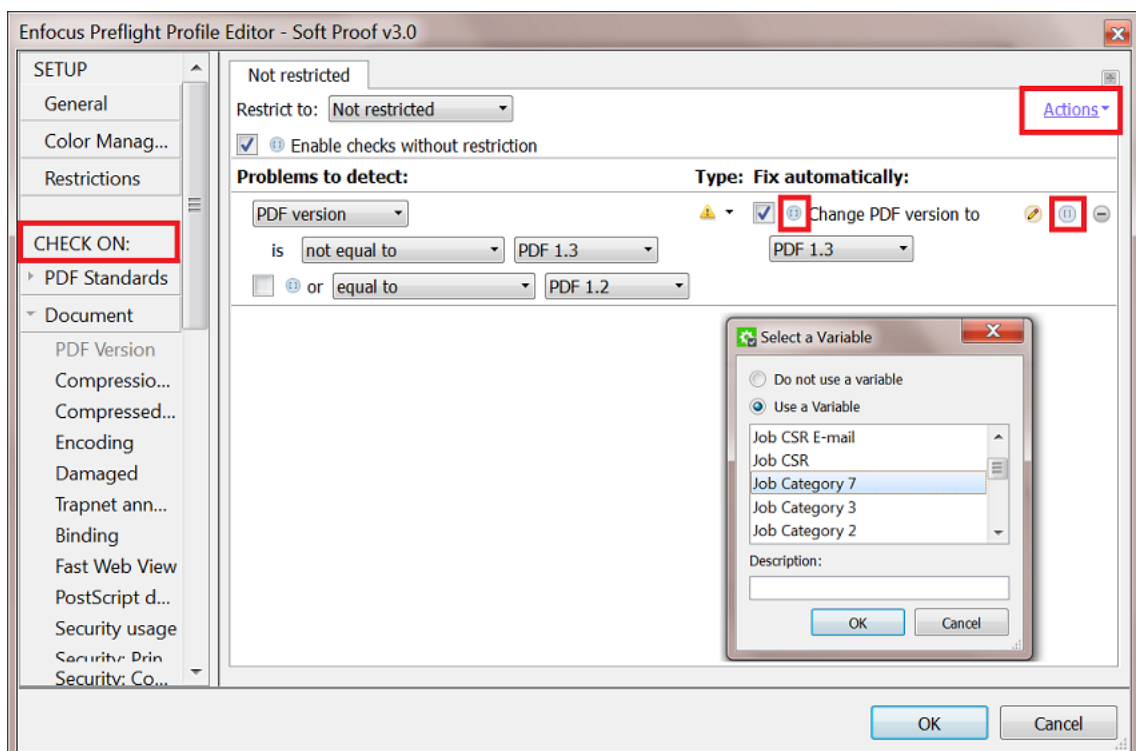 Enfocus Preflight Profile Editor - Soft Proof v3.0
SETUP
General
Color Manag...
Restrictions
CHECK ON:
PDF Standards
Document
PDF Version
Compressio...
Compressed...
Encoding
Damaged
Trapnet ann...
Binding
Fast Web View
PostScript d...
Security usage
Security: Prin
Security: Co...
Not restricted
Restrict to: Not restricted
Actions
Enable checks without restriction
Problems to detect: Type: Fix automatically:
PDF version Change PDF version to
is not equal to PDF 1.3 PDF 1.3
or equal to PDF 1.2
Select a Variable
Do not use a variable
Use a Variable
Job CSR E-mail
Job CSR
Job Category 7
Job Category 3
Job Category 2
Description:
OK Cancel
OK Cancel